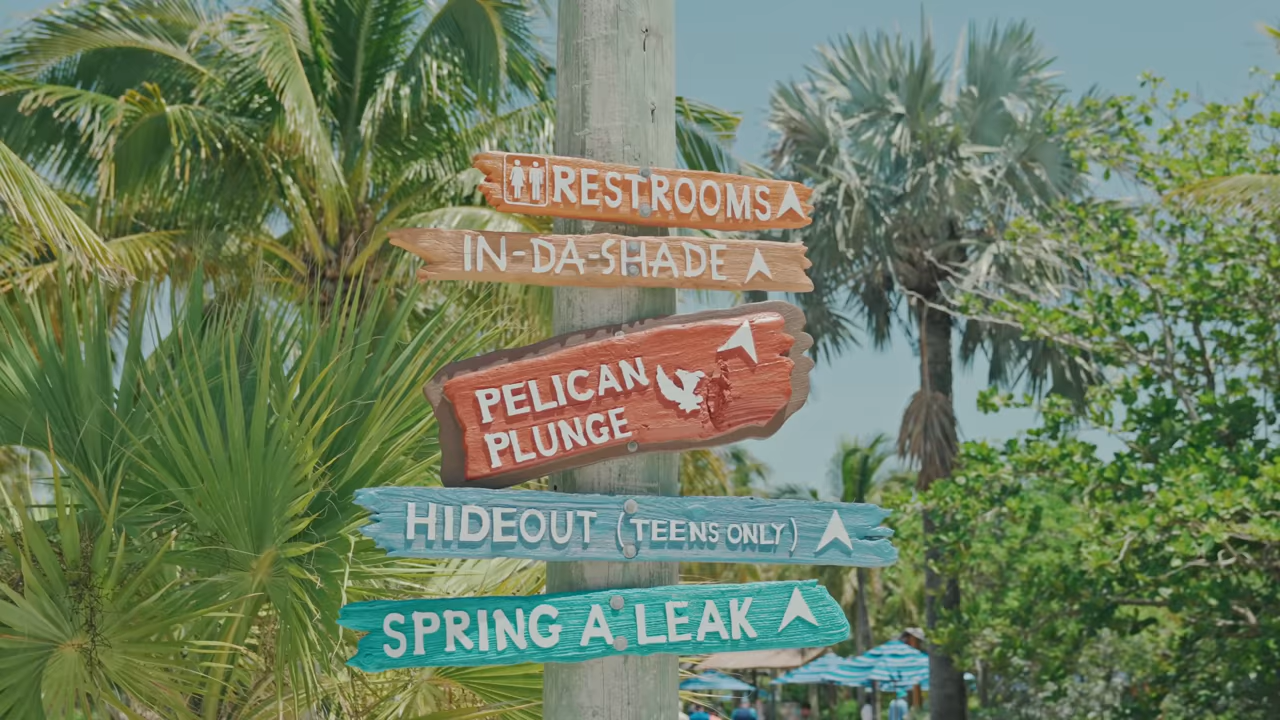 RESTROOMS
IN-DA-SHADE
PELICAN
PLUNGE
HIDEOUT (TEENS ONLY)
SPRING A LEAK